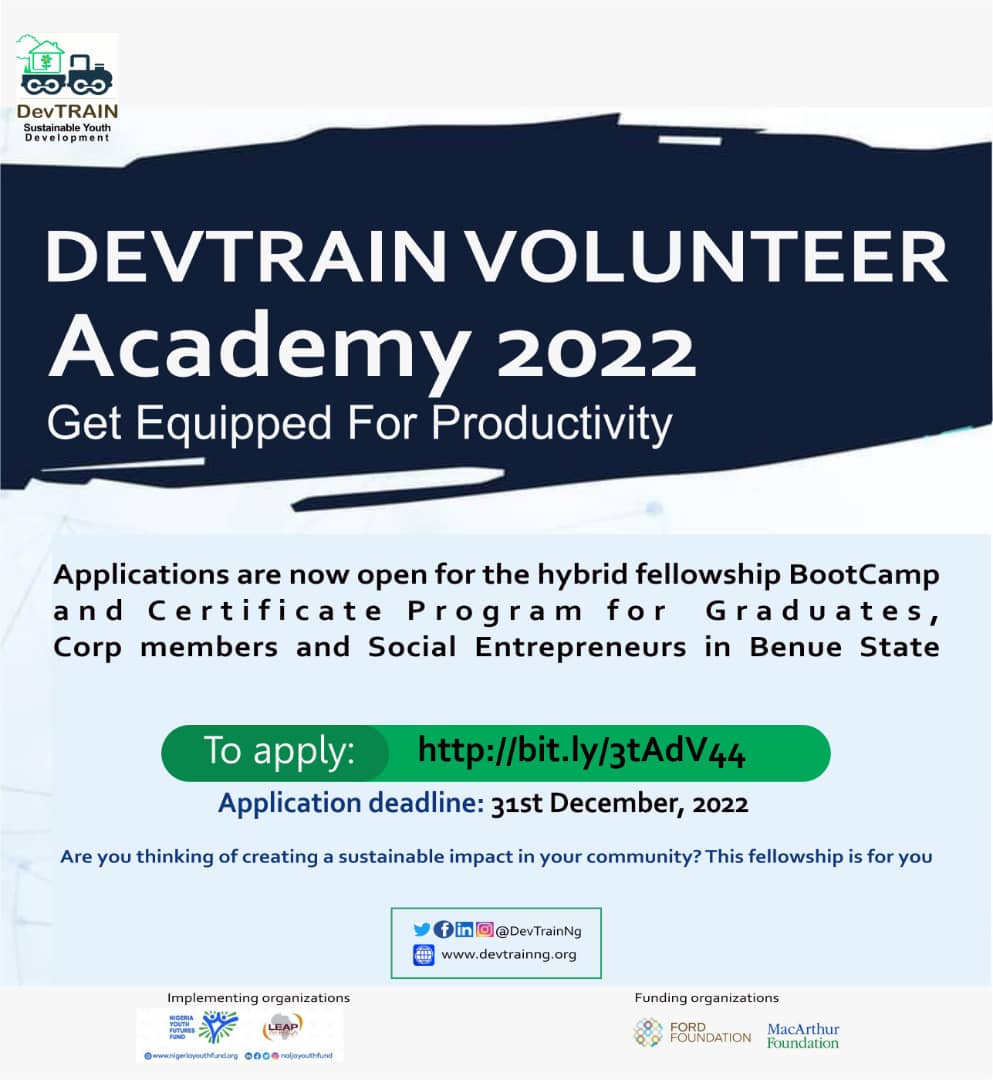 DevTRAIN
Sustainable Youth
Development
DEVTRAIN VOLUNTEER
Academy 2022
Get Equipped For Productivity
Applications are now open for the hybrid fellowship BootCamp
and Certificate Program for Graduates,
Corp members and Social Entrepreneurs in Benue State
To apply: http://bit.ly/3tAdV44
Application deadline: 31st December, 2022
Are you thinking of creating a sustainable impact in your community? This fellowship is for you
@DevTrainNg
www.devtrainng.org
Implementing organizations
NIGERIA
YOUTH
FUTURES
FUND
LEAP
www.nigeriayouthfund.org naijayouthfund
Funding organizations
FORD
FOUNDATION
MacArthur
Foundation